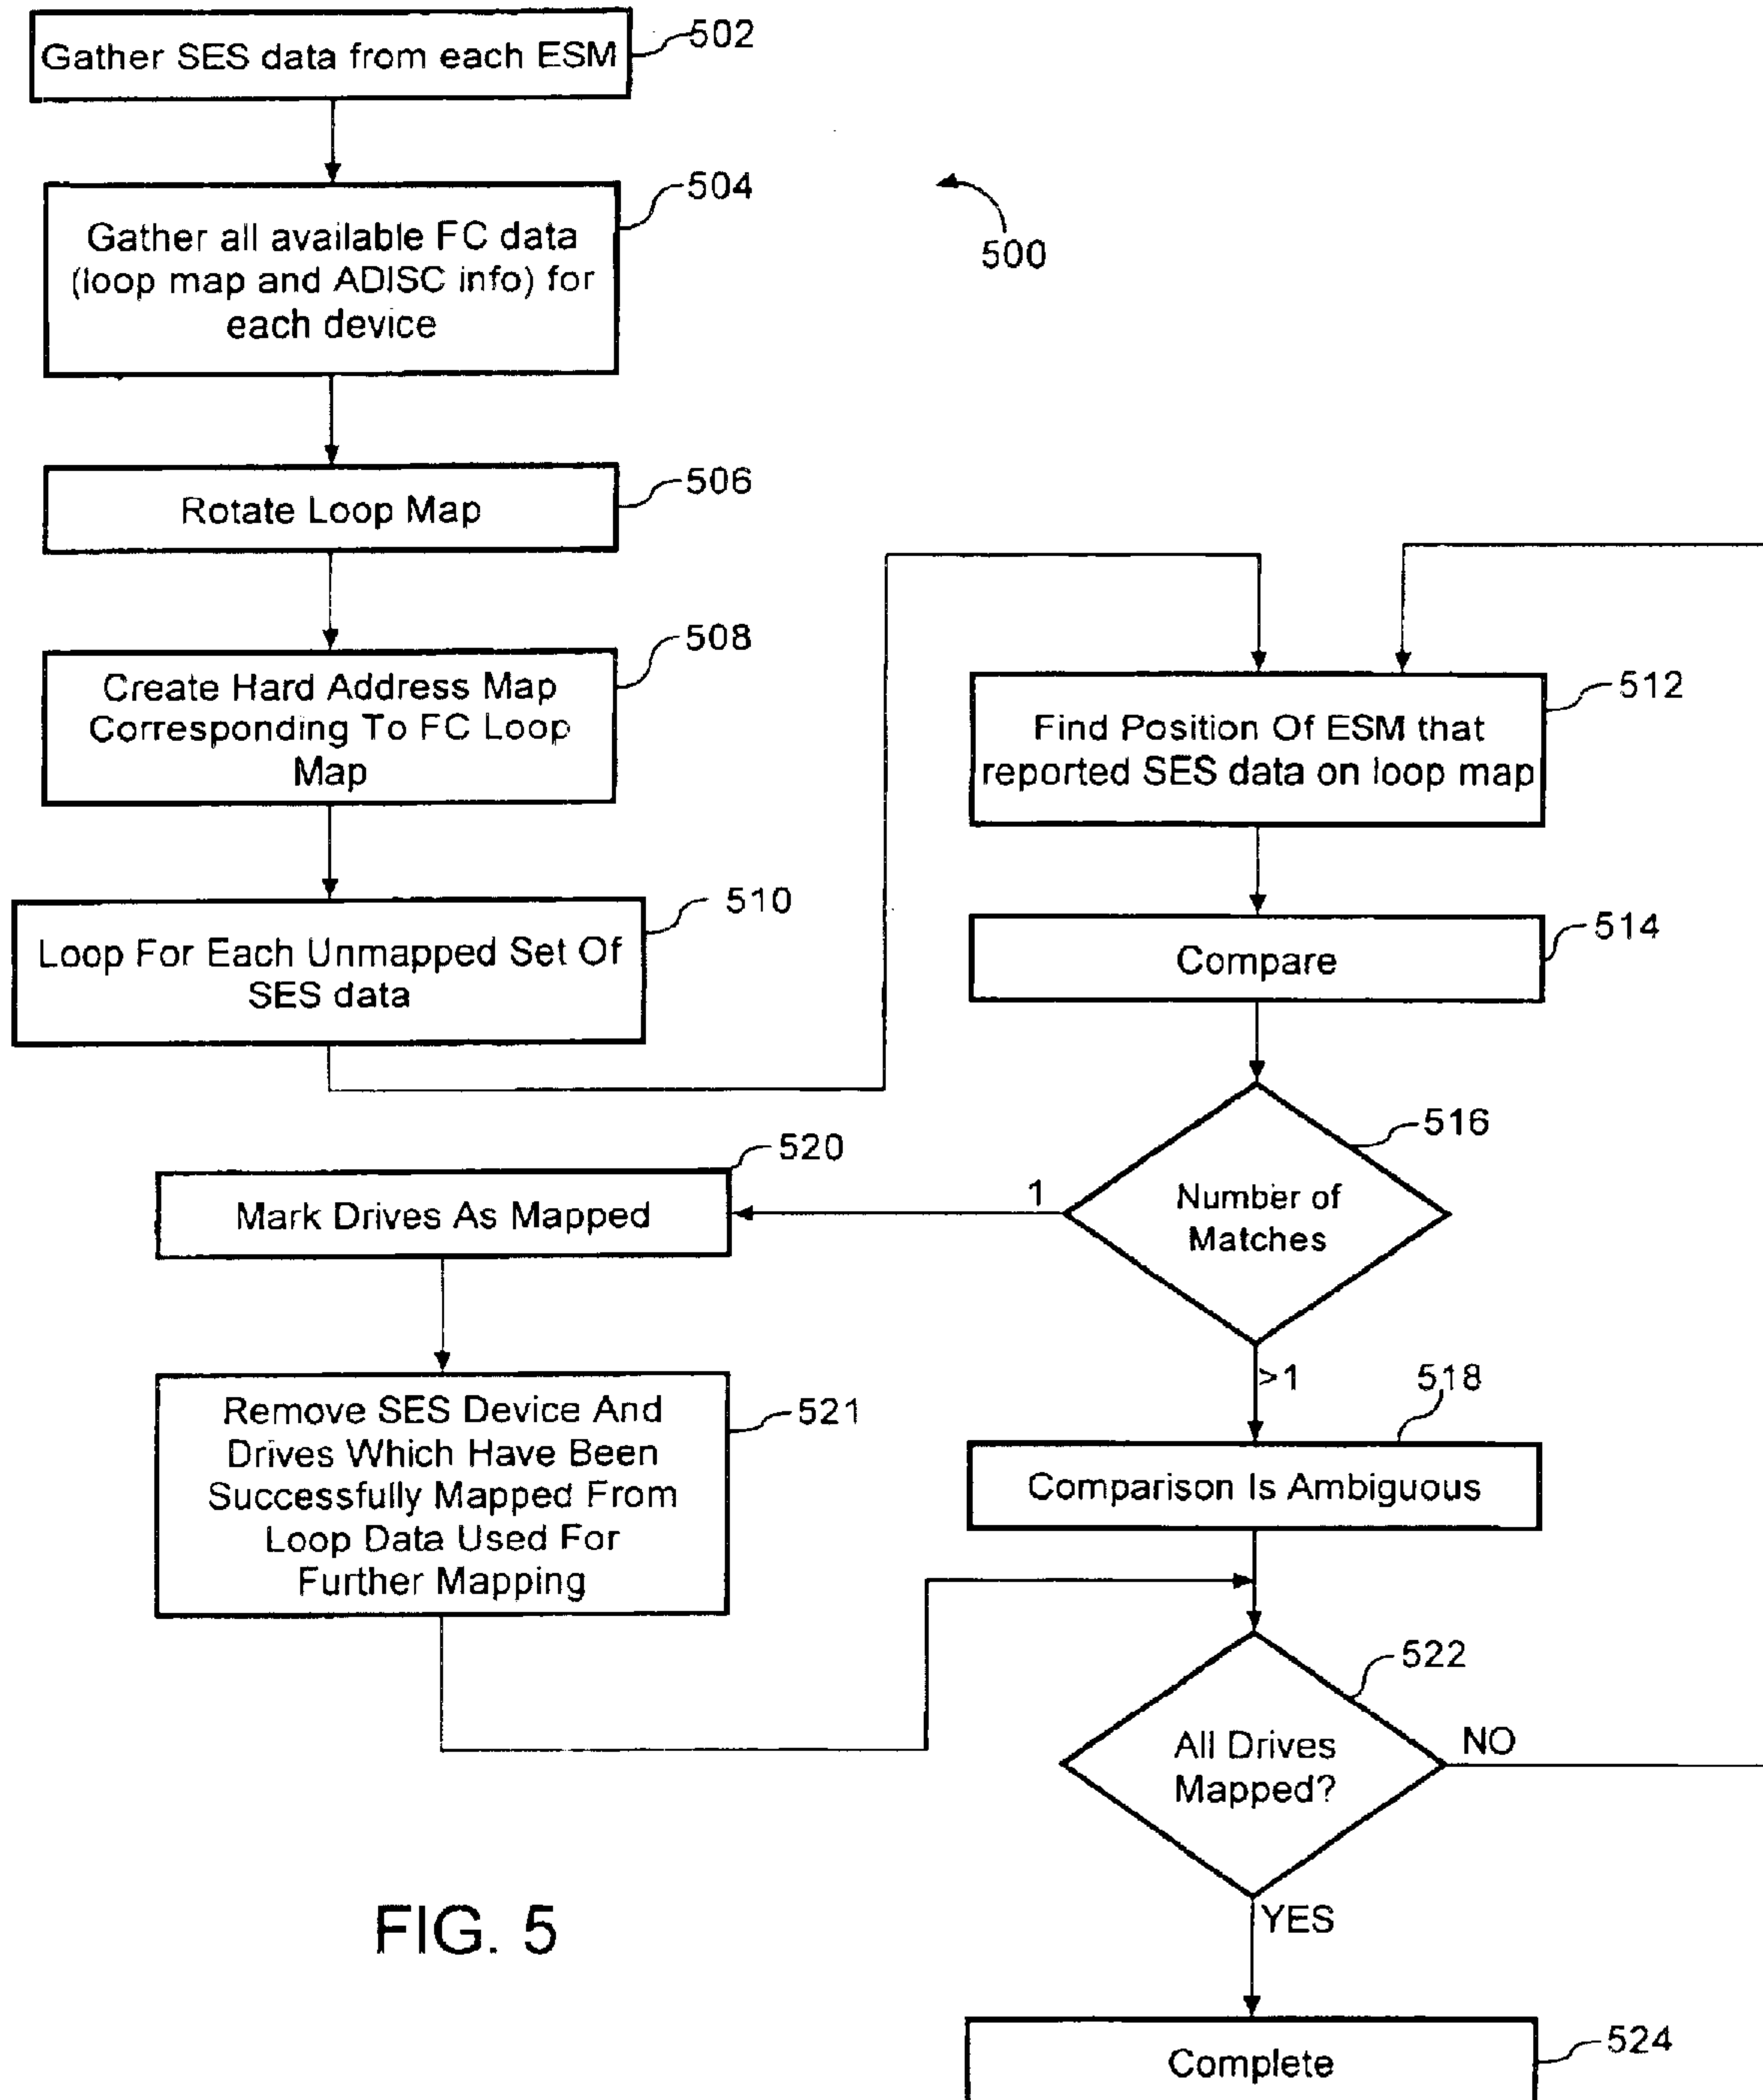 Gather SES data from each ESM
502
Gather all available FC data
(loop map and ADISC info) for
each device
504
500
Rotate Loop Map
506
Create Hard Address Map
Corresponding To FC Loop
Map
508
Loop For Each Unmapped Set Of
SES data
510
Find Position Of ESM that
reported SES data on loop map
512
Compare
514
Number of
Matches
516
1
>1
Mark Drives As Mapped
520
Remove SES Device And
Drives Which Have Been
Successfully Mapped From
Loop Data Used For
Further Mapping
521
Comparison Is Ambiguous
518
All Drives
Mapped?
522
NO
YES
Complete
524
FIG. 5